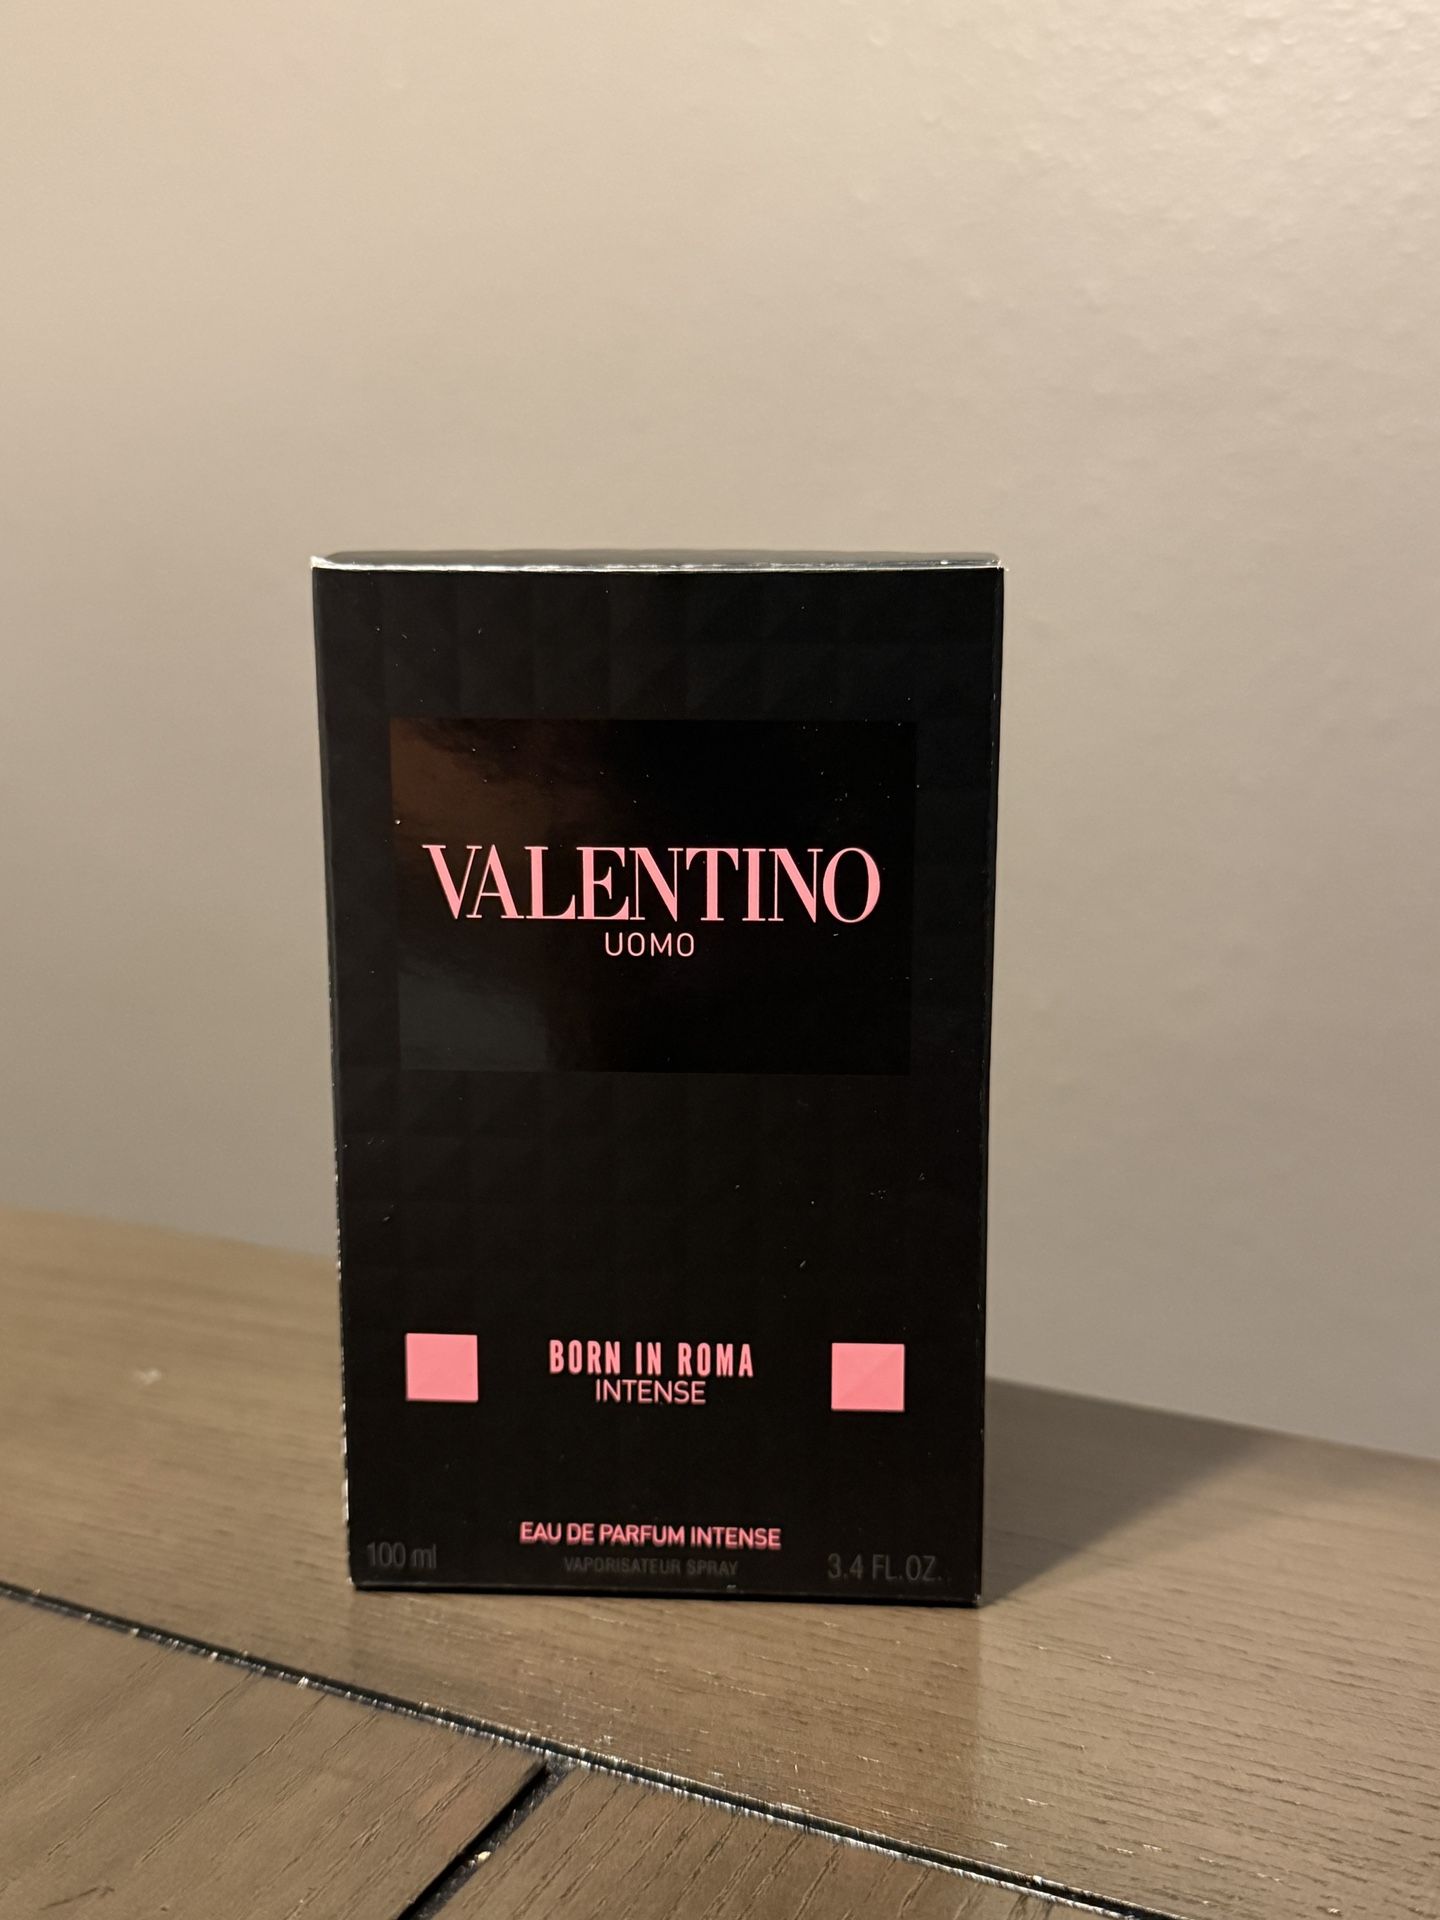 VALENTINO
UOMO
BORN IN ROMA
INTENSE
EAU DE PARFUM INTENSE
100 ml
VAPORISATEUR SPRAY
3.4 FL.OZ.